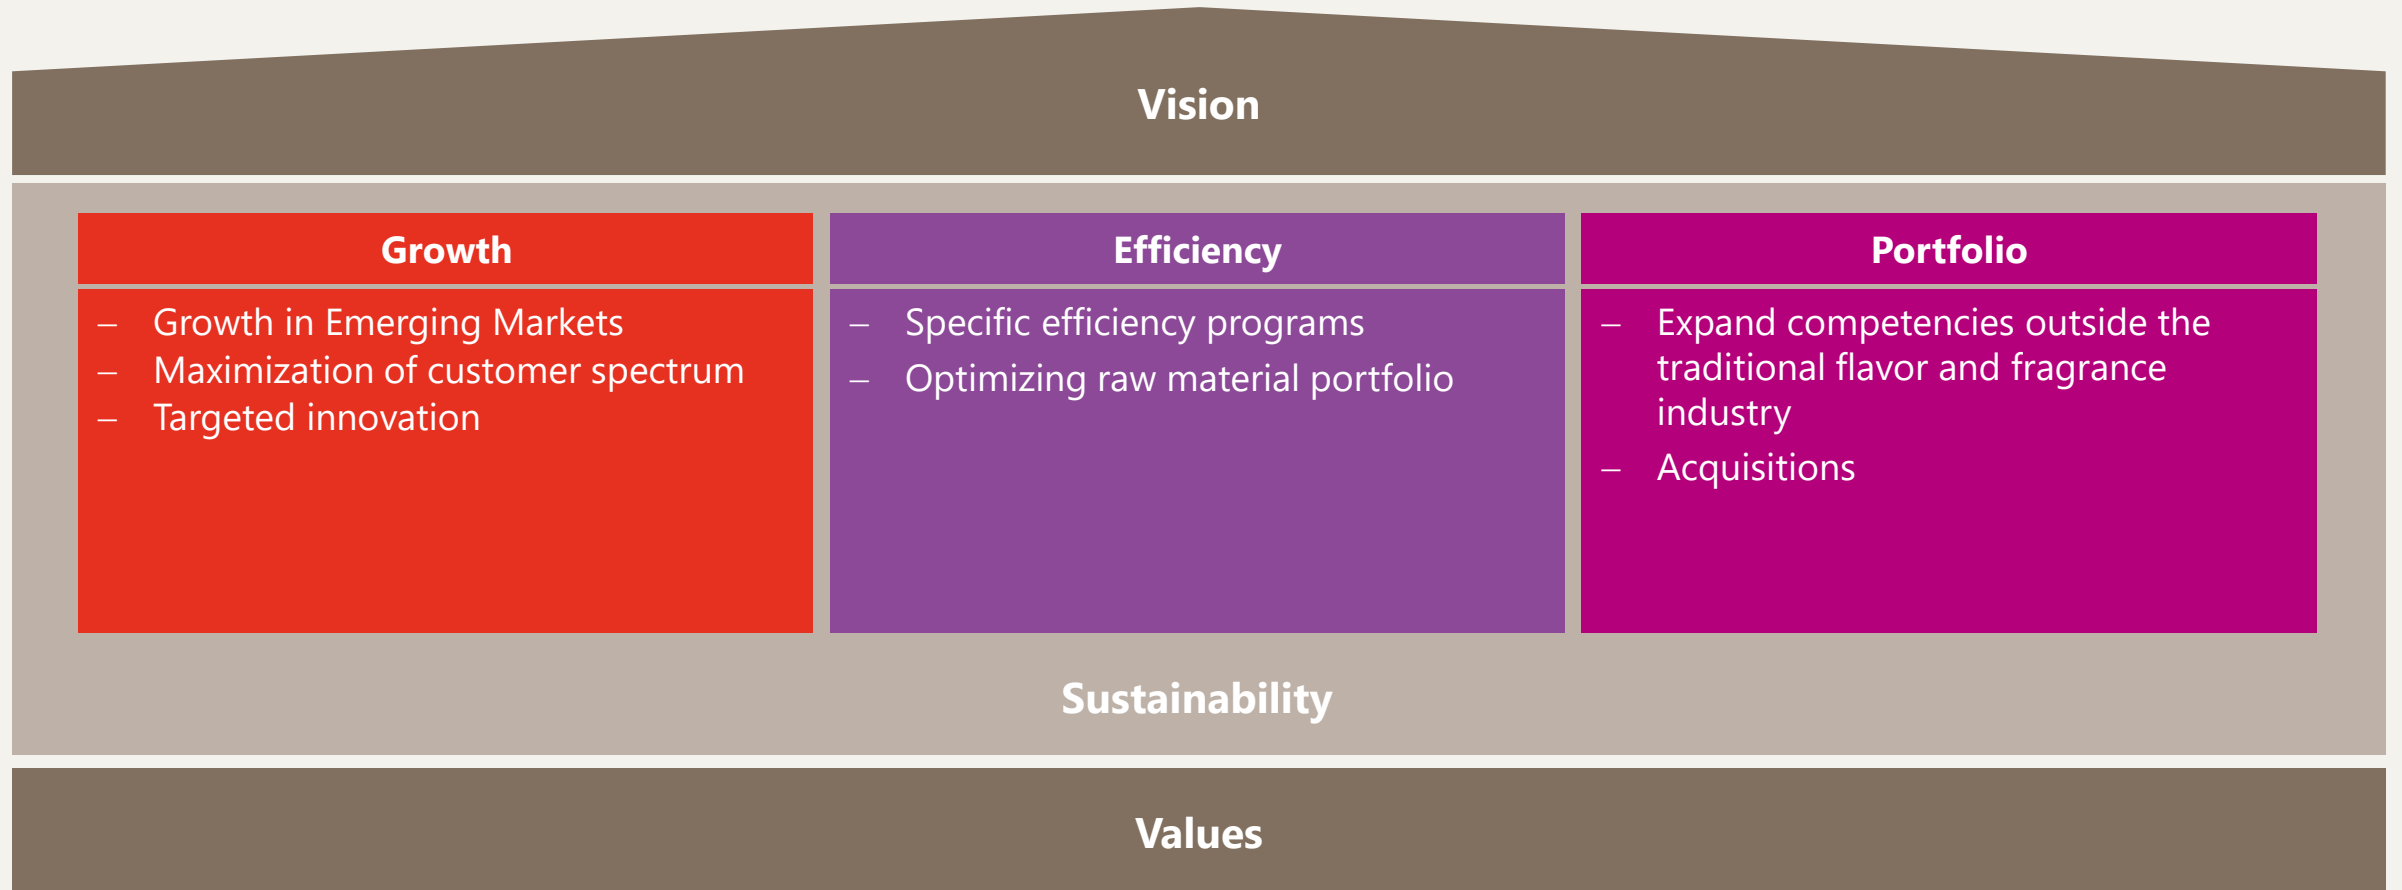 Vision
Growth
– Growth in Emerging Markets
– Maximization of customer spectrum
– Targeted innovation
Efficiency
– Specific efficiency programs
– Optimizing raw material portfolio
Portfolio
– Expand competencies outside the
traditional flavor and fragrance
industry
– Acquisitions
Sustainability
Values